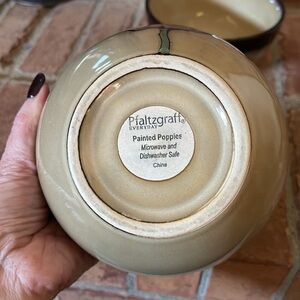 Pfaltzgraff®
EVERYDAY
Painted Poppies
Microwave and
Dishwasher Safe
China